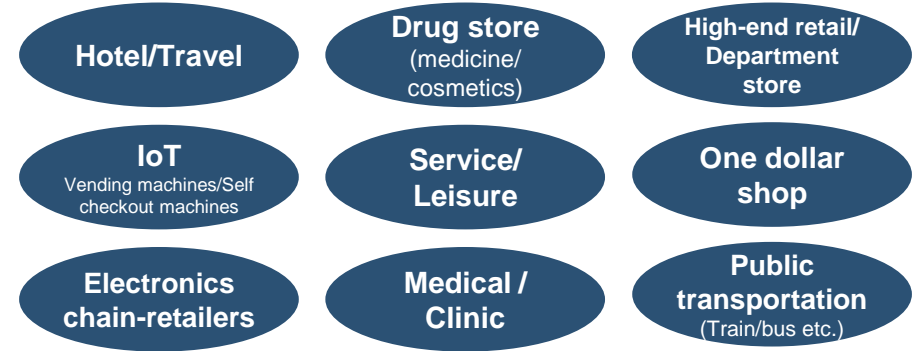 Hotel/Travel
Drug store
(medicine/
cosmetics)
High-end retail/
Department
store
IoT
Vending machines/Self
checkout machines
Service/
Leisure
One dollar
shop
Electronics
chain-retailers
Medical /
Clinic
Public
transportation
(Train/bus etc.)